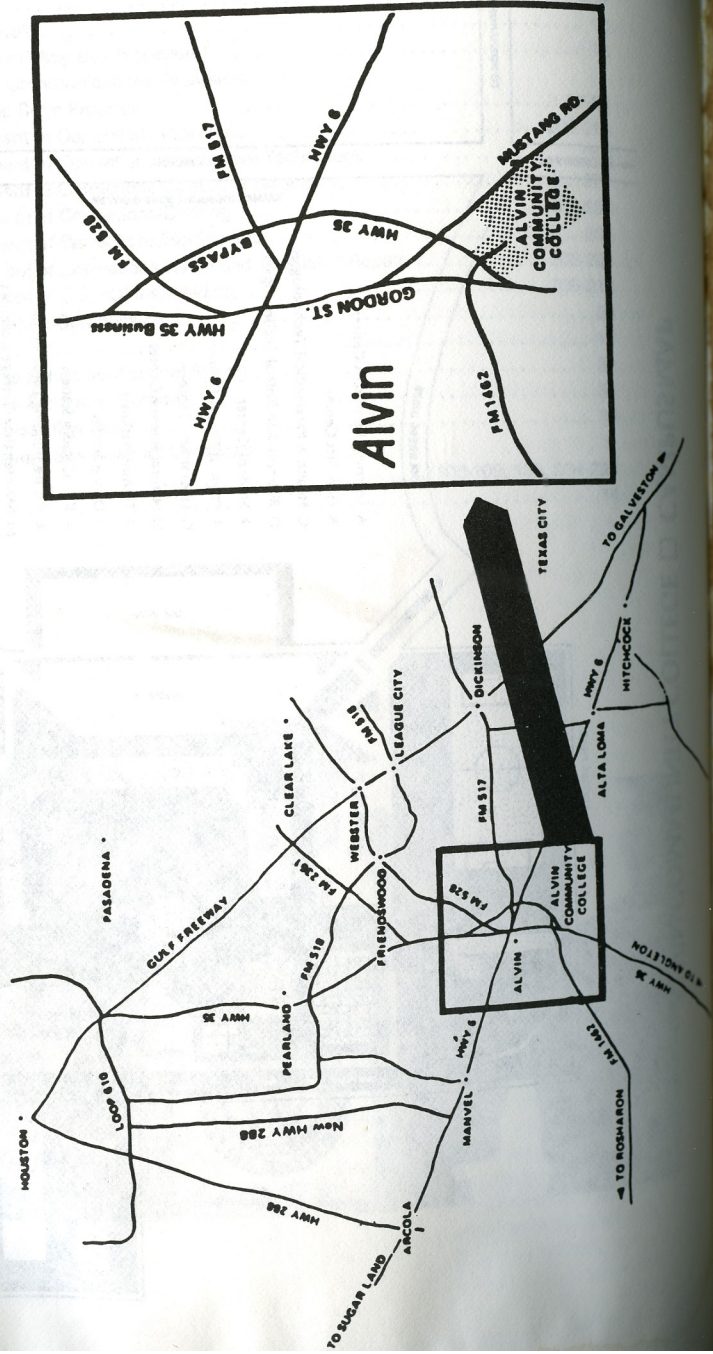 FM 528
FM 517
HWY 6
BYPASS
HWY 35
MUSTANG RD.
ALVIN
COMMUNITY
COLLEGE
HWY 35 Business
GORDON ST.
HWY 6
Alvin
FM 1462
HOUSTON
PASADENA
CLEAR LAKE
GULF FREEWAY
LOOP 610
HWY 35
PEARLAND
FM 518
FM 2351
WEBSTER
FRIENDSWOOD
FM 518
LEAGUE CITY
DICKINSON
TEXAS CITY
TO GALVESTON
FM 517
FM 528
HWY 6
HITCHCOCK
ALTA LOMA
ALVIN
COMMUNITY
COLLEGE
ALVIN
HWY 6
New HWY 288
HWY 288
MANVEL
ARCOLA
TO SUGAR LAND
FM 1462
TO ROSHARON
HWY 35
TO ANGLETON